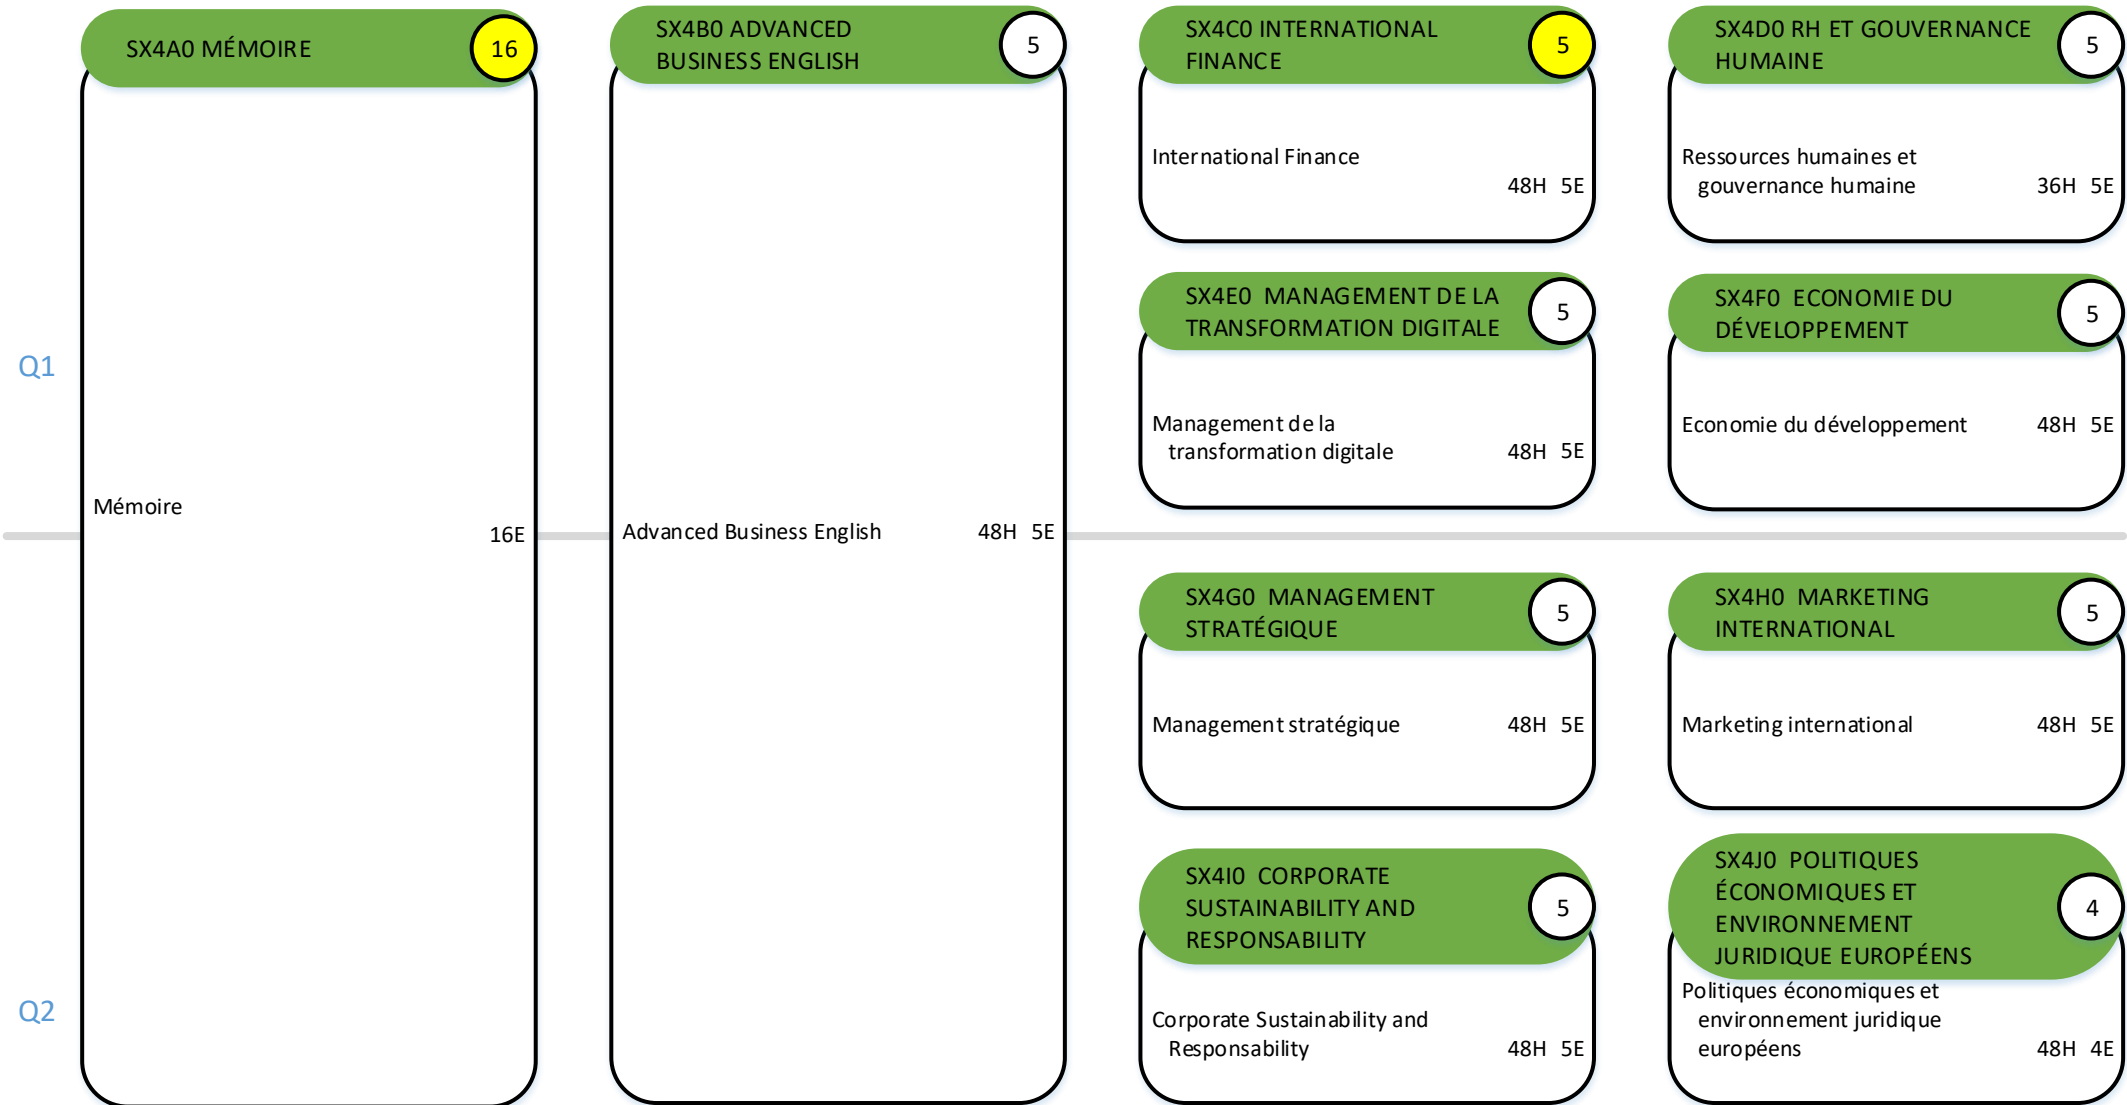 SX4A0 MÉMOIRE
16
SX4B0 ADVANCED
BUSINESS ENGLISH
5
SX4C0 INTERNATIONAL
FINANCE
5
SX4D0 RH ET GOUVERNANCE
HUMAINE
5
International Finance
48H 5E
Ressources humaines et
gouvernance humaine 36H 5E
SX4E0 MANAGEMENT DE LA
TRANSFORMATION DIGITALE
5
SX4F0 ECONOMIE DU
DÉVELOPPEMENT
5
Q1
Management de la
transformation digitale 48H 5E
Economie du développement 48H 5E
Mémoire
16E
Advanced Business English 48H 5E
SX4G0 MANAGEMENT
STRATÉGIQUE
5
SX4H0 MARKETING
INTERNATIONAL
5
Management stratégique 48H 5E
Marketing international 48H 5E
SX4I0 CORPORATE
SUSTAINABILITY AND
RESPONSABILITY
5
SX4J0 POLITIQUES
ÉCONOMIQUES ET
ENVIRONNEMENT
JURIDIQUE EUROPÉENS
4
Q2
Corporate Sustainability and
Responsability 48H 5E
Politiques économiques et
environnement juridique
européens 48H 4E